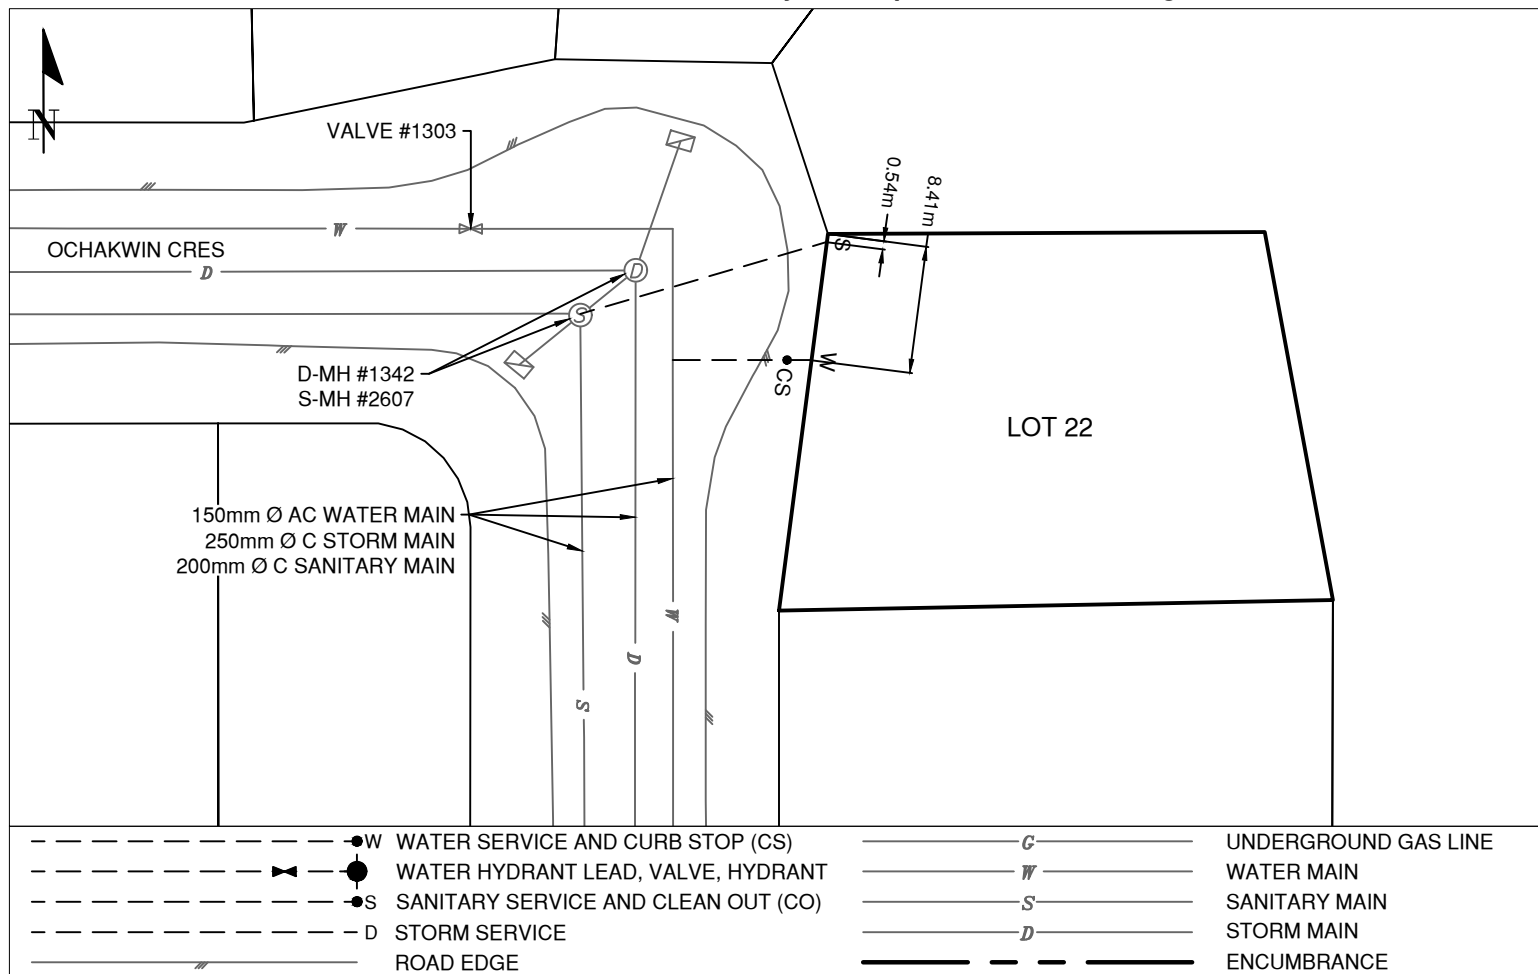 N
VALVE #1303
W
OCHAKWIN CRES
D
D
S
0.54m
8.41m
S
W
CS
D-MH #1342
S-MH #2607
LOT 22
150mm Ø AC WATER MAIN
250mm Ø C STORM MAIN
200mm Ø C SANITARY MAIN
W
D
S
W WATER SERVICE AND CURB STOP (CS)
WATER HYDRANT LEAD, VALVE, HYDRANT
S SANITARY SERVICE AND CLEAN OUT (CO)
D STORM SERVICE
ROAD EDGE
G UNDERGROUND GAS LINE
W WATER MAIN
S SANITARY MAIN
D STORM MAIN
ENCUMBRANCE